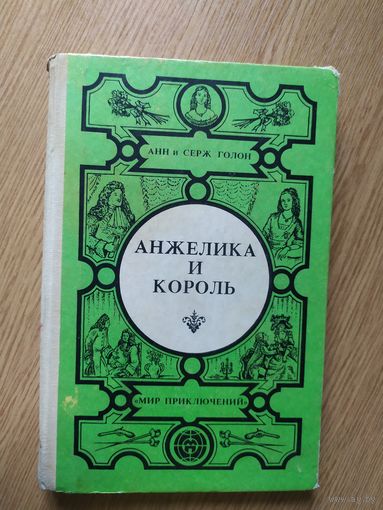 АНН и СЕРЖ ГОЛОН
АНЖЕЛИКА
И
КОРОЛЬ
«МИР ПРИКЛЮЧЕНИЙ»